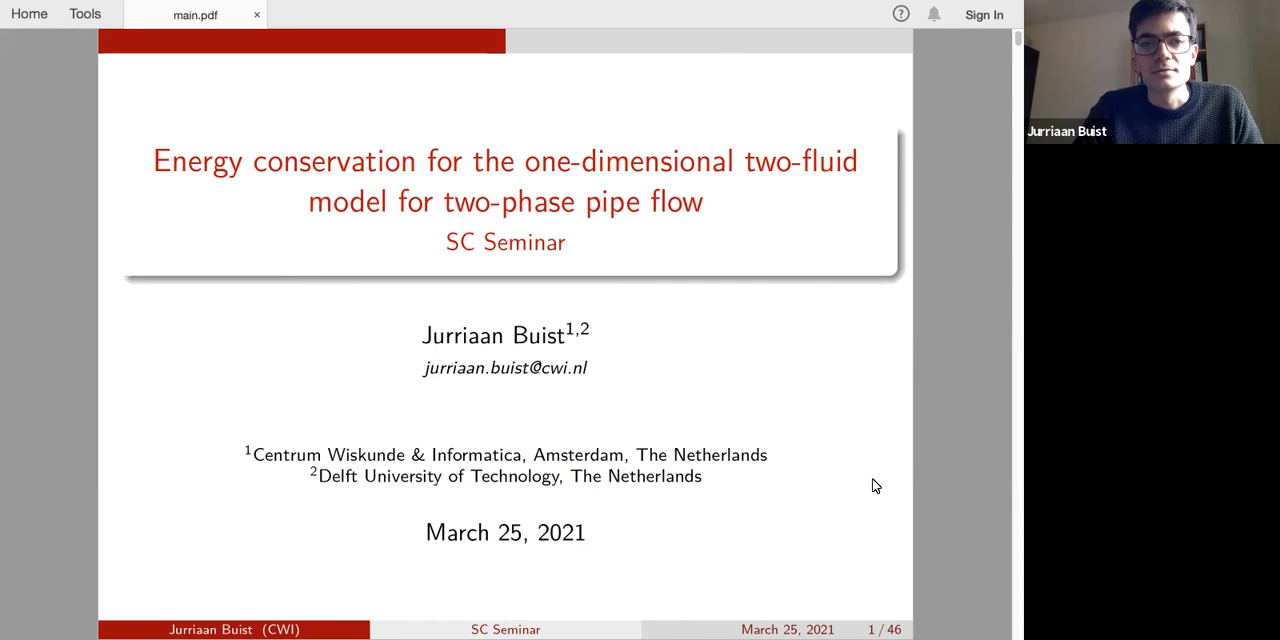 Home Tools main.pdf × ? Sign In
Energy conservation for the one-dimensional two-fluid
model for two-phase pipe flow
SC Seminar
Jurriaan Buist1,2
jurriaan.buist@cwi.nl
1Centrum Wiskunde & Informatica, Amsterdam, The Netherlands
2Delft University of Technology, The Netherlands
March 25, 2021
Jurriaan Buist (CWI) SC Seminar March 25, 2021 1 / 46
Jurriaan Buist